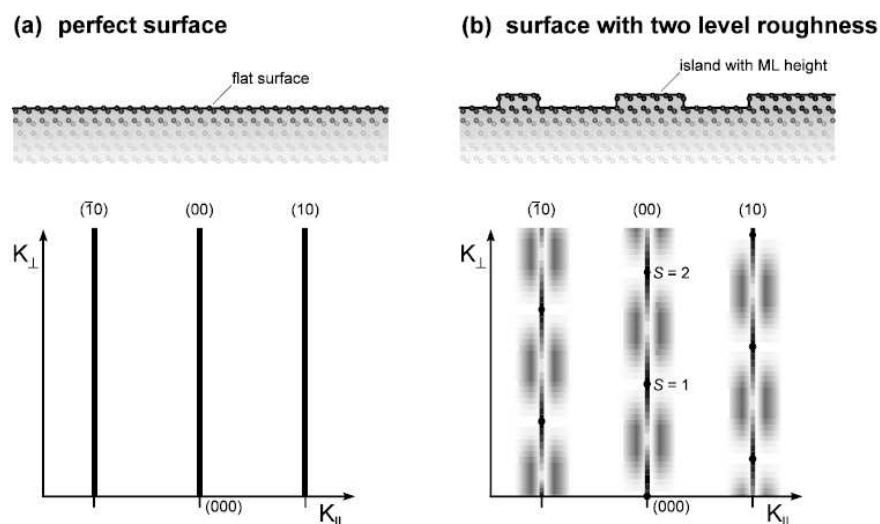 (a) perfect surface
flat surface
(1̅0)
(00)
(10)
K⊥
(000)
K||
(b) surface with two level roughness
island with ML height
(1̅0)
(00)
(10)
K⊥
S = 2
S = 1
(000)
K||